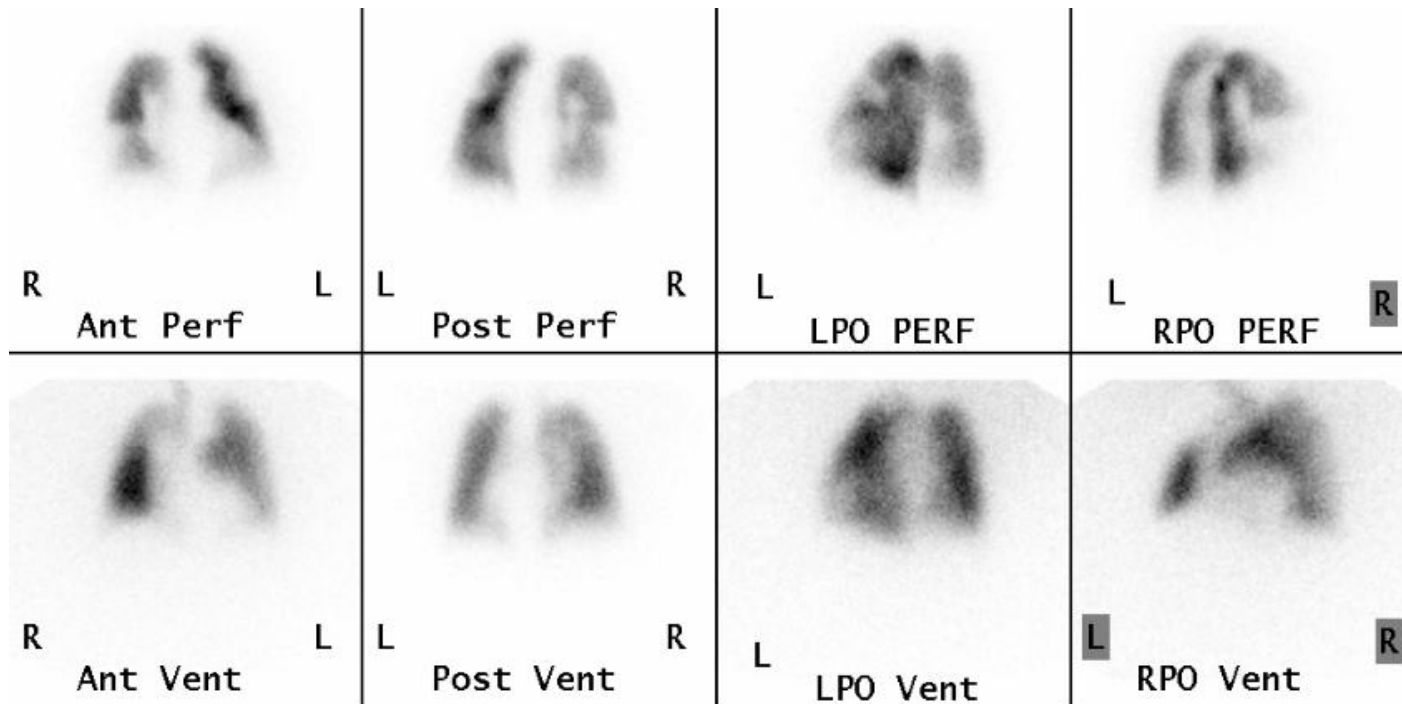 R L L R L L R
Ant Perf Post Perf LPO PERF RPO PERF
R L L R L L R
Ant Vent Post Vent LPO Vent RPO Vent